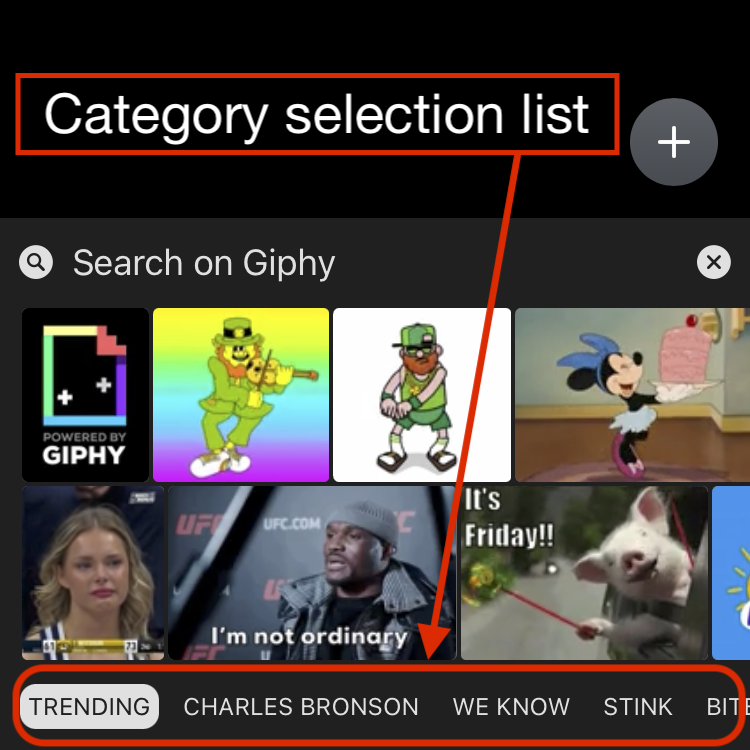 Category selection list
Search on Giphy
POWERED BY
GIPHY
UFC
UFC.COM
I'm not ordinary
It's
Friday!!
TRENDING
CHARLES BRONSON
WE KNOW
STINK
BITE